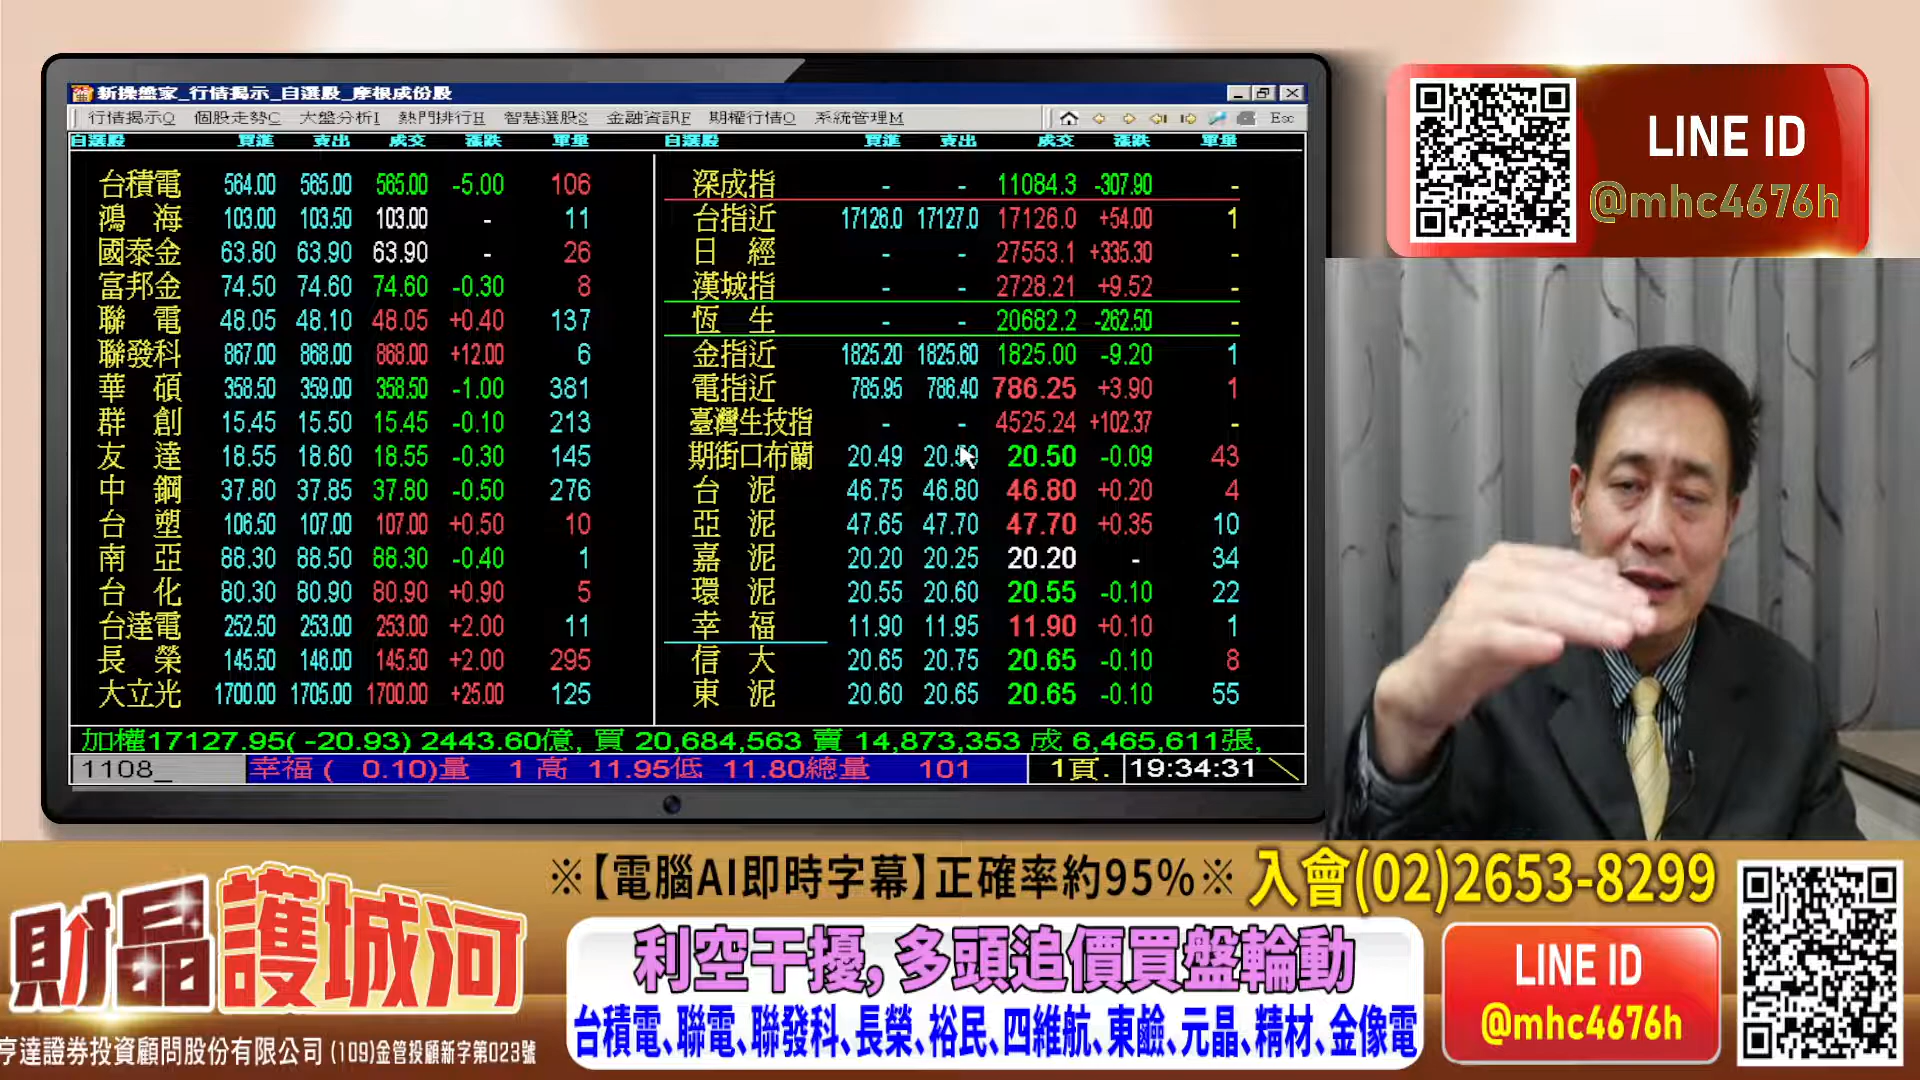 新操盤家_行情揭示_自選股_摩根成份股
行情揭示Q 個股走勢C 大盤分析I 熱門排行H 智慧選股S 金融資訊F 期權行情O 系統管理M Esc
自選股 買進 賣出 成交 漲跌 單量 自選股 買進 賣出 成交 漲跌 單量
台積電 564.00 565.00 565.00 -5.00 106 深成指 - - 11084.3 -307.90 -
鴻海 103.00 103.50 103.00 - 11 台指近 17126.0 17127.0 17126.0 +54.00 1
國泰金 63.80 63.90 63.90 - 26 日經 - - 27553.1 +335.30 -
富邦金 74.50 74.60 74.60 -0.30 8 漢城指 - - 2728.21 +9.52 -
聯電 48.05 48.10 48.05 +0.40 137 恆生 - - 20682.2 -262.50 -
聯發科 867.00 868.00 868.00 +12.00 6 金指近 1825.20 1825.60 1825.00 -9.20 1
華碩 358.50 359.00 358.50 -1.00 381 電指近 785.95 786.40 786.25 +3.90 1
群創 15.45 15.50 15.45 -0.10 213 臺灣生技指 - - 4525.24 +102.37 -
友達 18.55 18.60 18.55 -0.30 145 期街口布蘭 20.49 20.50 20.50 -0.09 43
中鋼 37.80 37.85 37.80 -0.50 276 台泥 46.75 46.80 46.80 +0.20 4
台塑 106.50 107.00 107.00 +0.50 10 亞泥 47.65 47.70 47.70 +0.35 10
南亞 88.30 88.50 88.30 -0.40 1 嘉泥 20.20 20.25 20.20 - 34
台化 80.30 80.90 80.90 +0.90 5 環泥 20.55 20.60 20.55 -0.10 22
台達電 252.50 253.00 253.00 +2.00 11 幸福 11.90 11.95 11.90 +0.10 1
長榮 145.50 146.00 145.50 +2.00 295 信大 20.65 20.75 20.65 -0.10 8
大立光 1700.00 1705.00 1700.00 +25.00 125 東泥 20.60 20.65 20.65 -0.10 55
加權17127.95( -20.93) 2443.60億, 買 20,684,563 賣 14,873,353 成 6,465,611張,
1108_ 幸福 ( 0.10)量 1 高 11.95低 11.80總量 101 1頁. 19:34:31
LINE ID
@mhc4676h
※【電腦AI即時字幕】正確率約95%※ 入會(02)2653-8299
財晶護城河
利空干擾,多頭追價買盤輪動
台積電、聯電、聯發科、長榮、裕民、四維航、東鹼、元晶、精材、金像電
LINE ID
@mhc4676h
亨達證券投資顧問股份有限公司 (109)金管投顧新字第023號